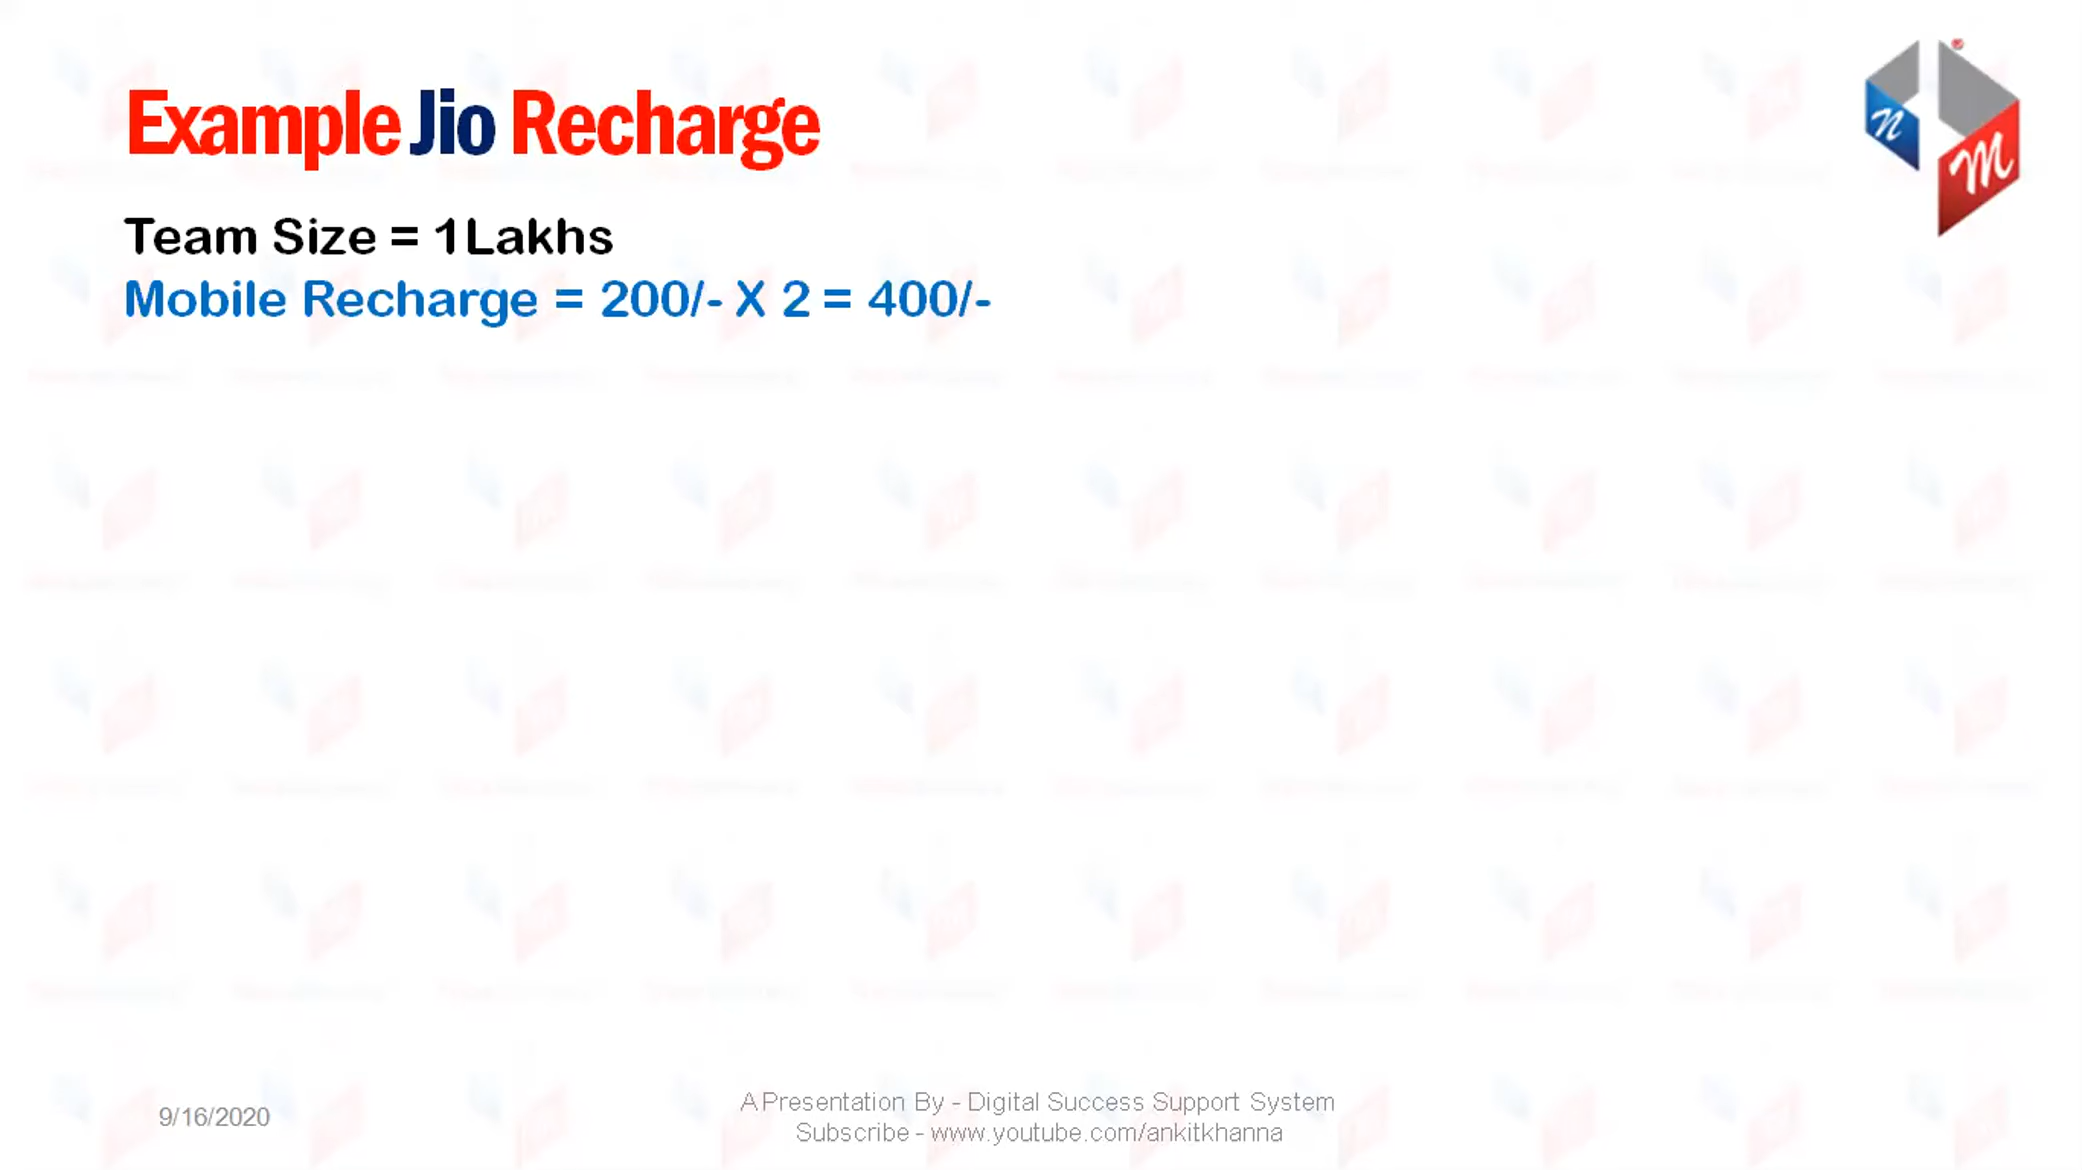 Example Jio Recharge
n
M
Team Size = 1Lakhs
Mobile Recharge = 200/- X 2 = 400/-
9/16/2020
A Presentation By - Digital Success Support System
Subscribe - www.youtube.com/ankitkhanna